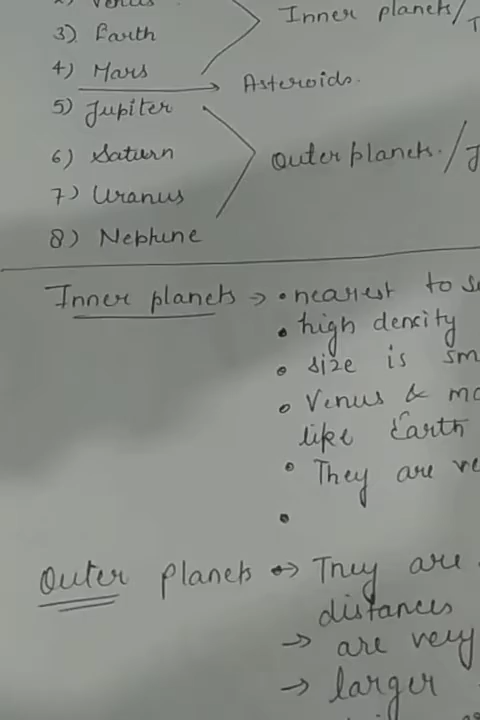 2) Venus
3) Earth
Inner planets/
4) Mars
Asteroids.
5) Jupiter
6) Saturn
Outer planets. /
7) Uranus
8) Neptune
Inner planets → • nearest to
• high density
• size is
• Venus &
like Earth
• They are
•
Outer planets → They are
distances
→ are very
→ larger